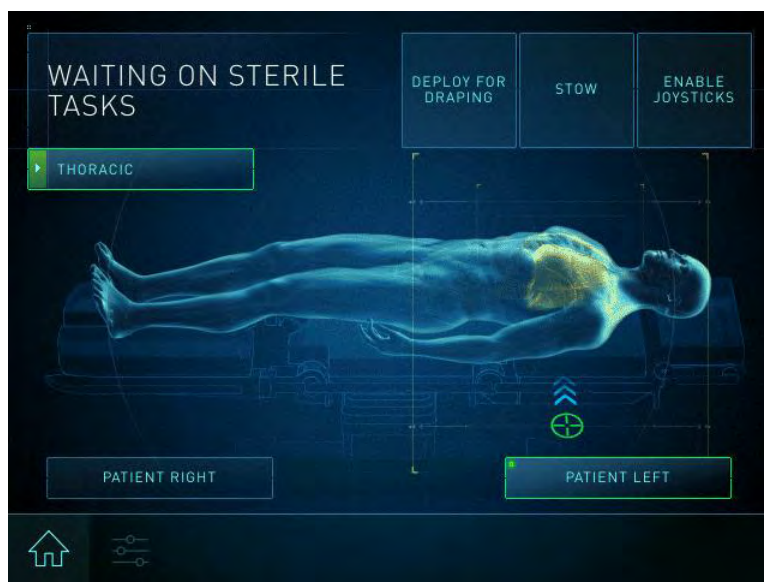 WAITING ON STERILE
TASKS
DEPLOY FOR
DRAPING
STOW
ENABLE
JOYSTICKS
THORACIC
PATIENT RIGHT
PATIENT LEFT